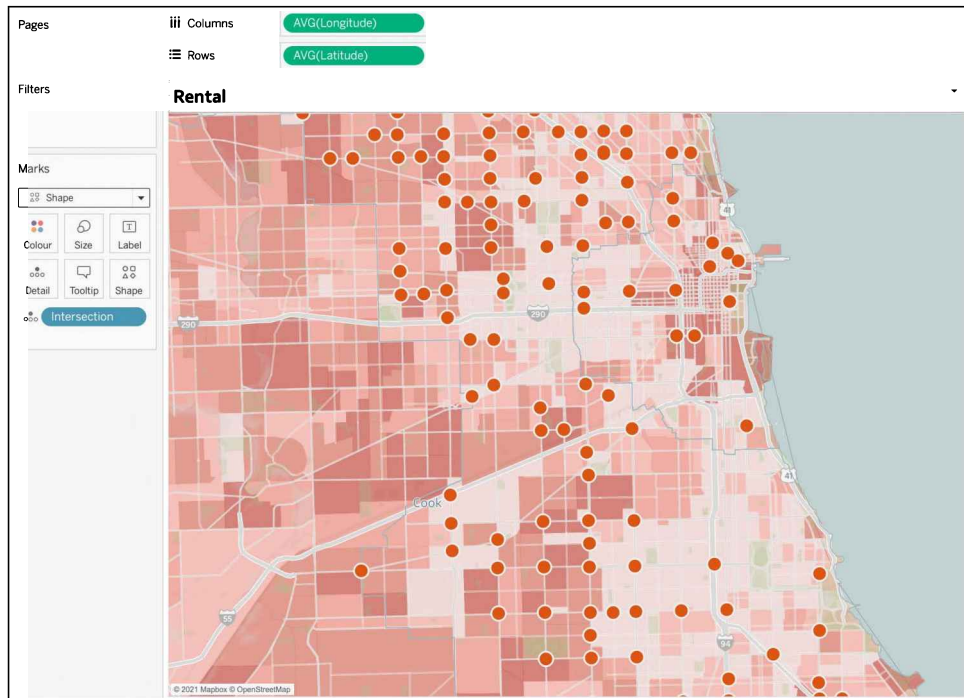 Pages
Columns
AVG(Longitude)
Rows
AVG(Latitude)
Filters
Rental
Marks
Shape
Colour
Size
T
Label
Detail
Tooltip
Shape
Intersection
41
290
290
Cook
41
55
94
© 2021 Mapbox © OpenStreetMap